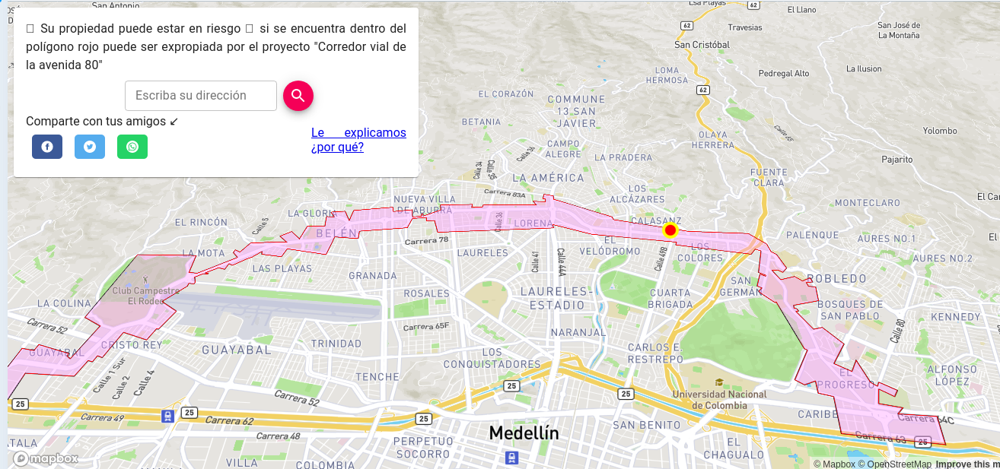 San Antonio
Su propiedad puede estar en riesgo si se encuentra dentro del
polígono rojo puede ser expropiada por el proyecto "Corredor vial de
la avenida 80"
Escriba su dirección
Comparte con tus amigos ↙
Le explicamos
¿por qué?
Lsa Playas
62
El Llano
62
Travesias
San José de
La Montaña
San Cristóbal
LOMA
HERMOSA
Pedregal Alto
La Ilusion
62
EL CORAZÓN
COMMUNE
13 SAN
JAVIER
BETANIA
OLAYA
HERRERA
Calle 45
Yolombo
CAMPO
ALEGRE
Calle 34
Calle 35
Calle 38
LA PRADERA
Pajarito
LA AMÉRICA
FUENTE
CLARA
Carrera 83A
LOS
ALCÁZARES
El Car
NUEVA VILLA
DE ABURRÁ
MONTECLARO
LA GLORIA
EL RINCÓN
Calle 5
Calle 36
LORENA
CALASANZ
BELÉN
PALENQUE
AURES NO.1
Carrera 78
EL
VELÓDROMO
LOS
COLORES
LA MOTA
LAURELES
Calle 41
Calle 44A
Calle 49B
AURES NO.2
LAS PLAYAS
GRANADA
SAN
GERMÁN
ROBLEDO
Club Campestre
El Rodeo
ROSALES
LAURELES-
ESTADIO
CUARTA
BRIGADA
LA COLINA
BOSQUES DE
SAN PABLO
KENNEDY
Carrera 52
Carrera 65F
NARANJAL
Calle 80
CRISTO REY
TRINIDAD
GUAYABAL
GUAYABAL
LOS
CONQUISTADORES
CARLOS E.
RESTREPO
Calle 1 Sur
Calle 2
Calle 4
TENCHE
EL
PROGRESO
ALFONSO
LÓPEZ
25
25
Universidad Nacional
de Colombia
Carrera 52
25
25
25
Carrera 49
Carrera 62
CARIBE
Carrera 64C
SAN BENITO
Medellín
Carrera 48
Carrera 63
25
ATALA
PERPETUO
SOCORRO
EL
CHAGUALO
VILLA
COLOMBIA
mapbox
© Mapbox © OpenStreetMap Improve this m